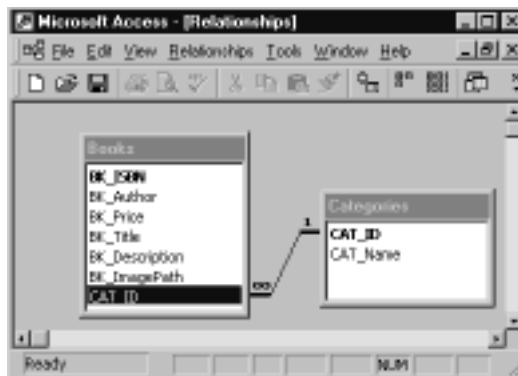 Microsoft Access - [Relationships]
File Edit View Relationships Tools Window Help
Books
BK_ISBN
BK_Author
BK_Price
BK_Title
BK_Description
BK_ImagePath
CAT_ID
∞
1
Categories
CAT_ID
CAT_Name
Ready
NUM